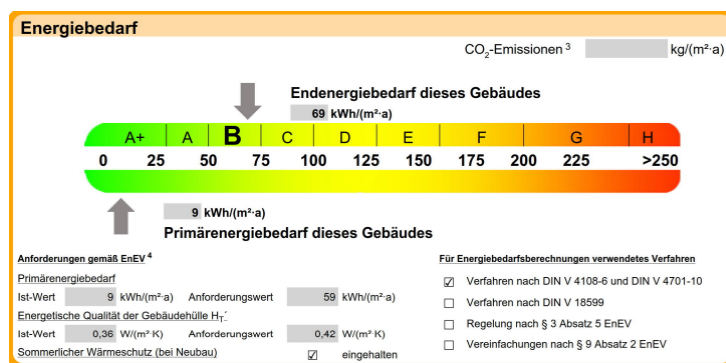 Energiebedarf
CO2-Emissionen 3 kg/(m²·a)
Endenergiebedarf dieses Gebäudes
69 kWh/(m²·a)
A+ A B C D E F G H
0 25 50 75 100 125 150 175 200 225 >250
9 kWh/(m²·a)
Primärenergiebedarf dieses Gebäudes
Anforderungen gemäß EnEV 4
Primärenergiebedarf
Ist-Wert 9 kWh/(m²·a) Anforderungswert 59 kWh/(m²·a)
Energetische Qualität der Gebäudehülle HT´
Ist-Wert 0,36 W/(m²·K) Anforderungswert 0,42 W/(m²·K)
Sommerlicher Wärmeschutz (bei Neubau) ☑ eingehalten
Für Energiebedarfsberechnungen verwendetes Verfahren
☑ Verfahren nach DIN V 4108-6 und DIN V 4701-10
☐ Verfahren nach DIN V 18599
☐ Regelung nach § 3 Absatz 5 EnEV
☐ Vereinfachungen nach § 9 Absatz 2 EnEV